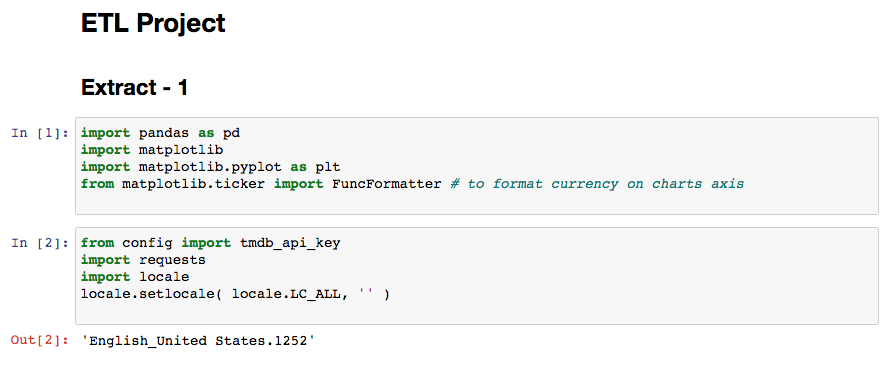 ETL Project
Extract - 1
In [1]: import pandas as pd
import matplotlib
import matplotlib.pyplot as plt
from matplotlib.ticker import FuncFormatter # to format currency on charts axis
In [2]: from config import tmdb_api_key
import requests
import locale
locale.setlocale( locale.LC_ALL, '' )
Out[2]: 'English_United States.1252'